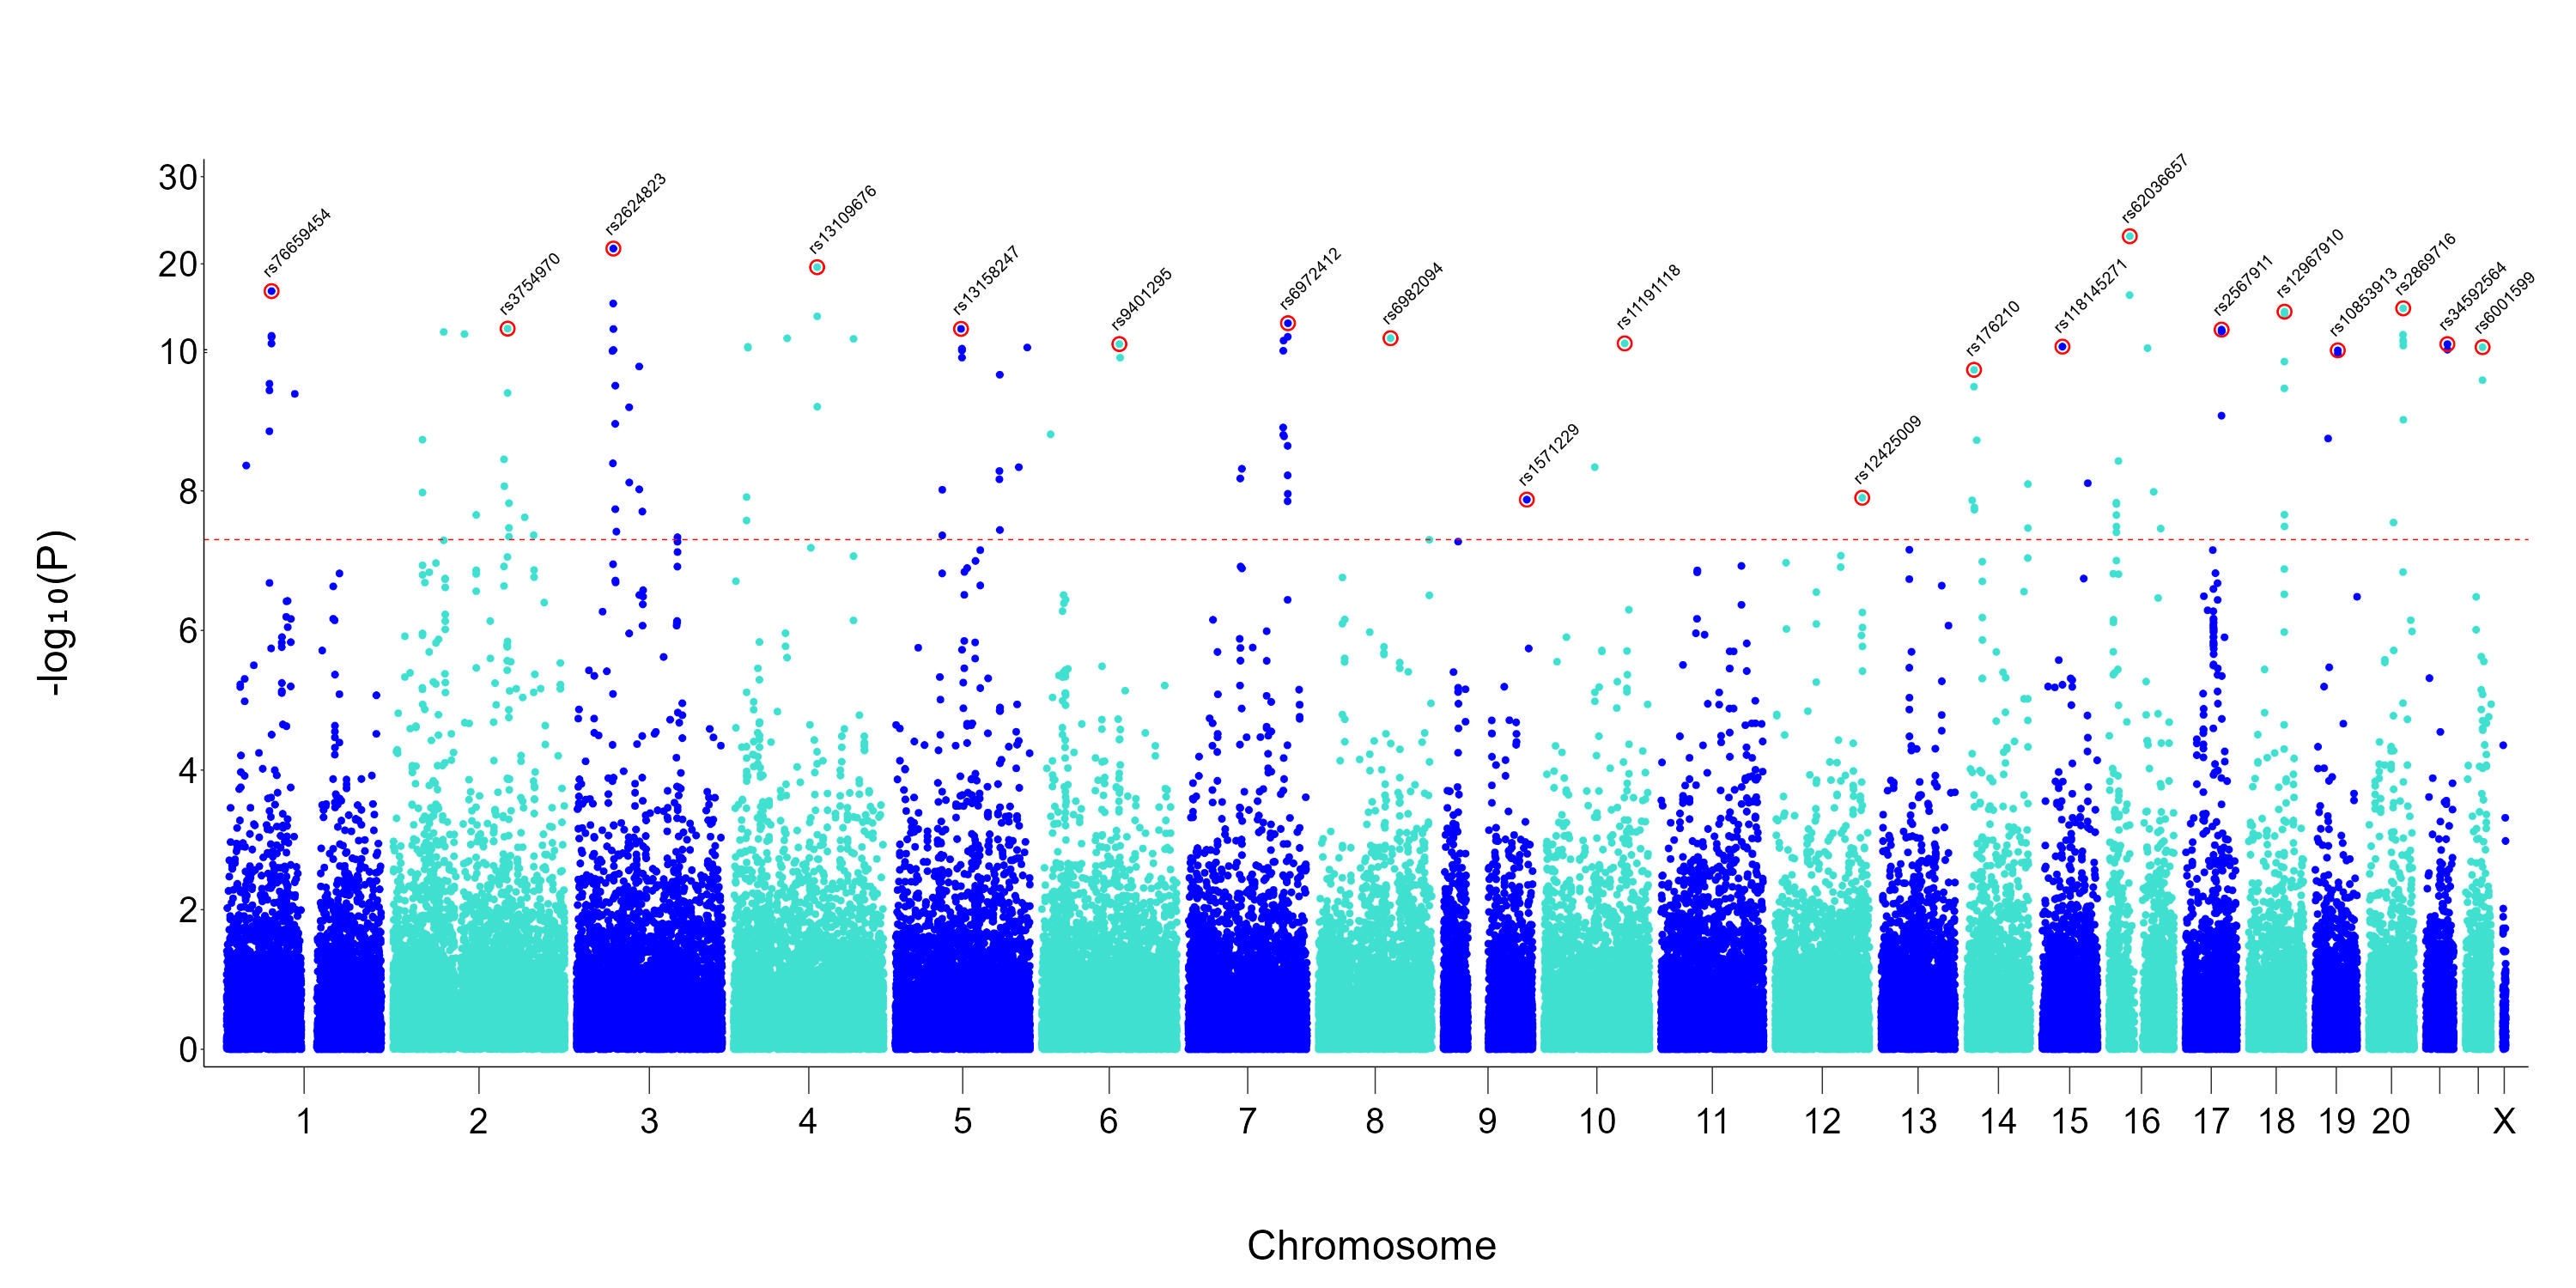 rs62036657
30
rs2624823
rs13109676
rs76659454
rs12967910
rs2869716
rs13158247
rs6972412
rs3754970
rs2567911
rs118145271
20
rs9401295
rs6982094
rs11191118
rs10853913
rs34592564
rs6001599
rs176210
10
rs1571229
rs12425009
8
-log₁₀(P)
6
4
2
0
1 2 3 4 5 6 7 8 9 10 11 12 13 14 15 16 17 18 19 20 X
Chromosome